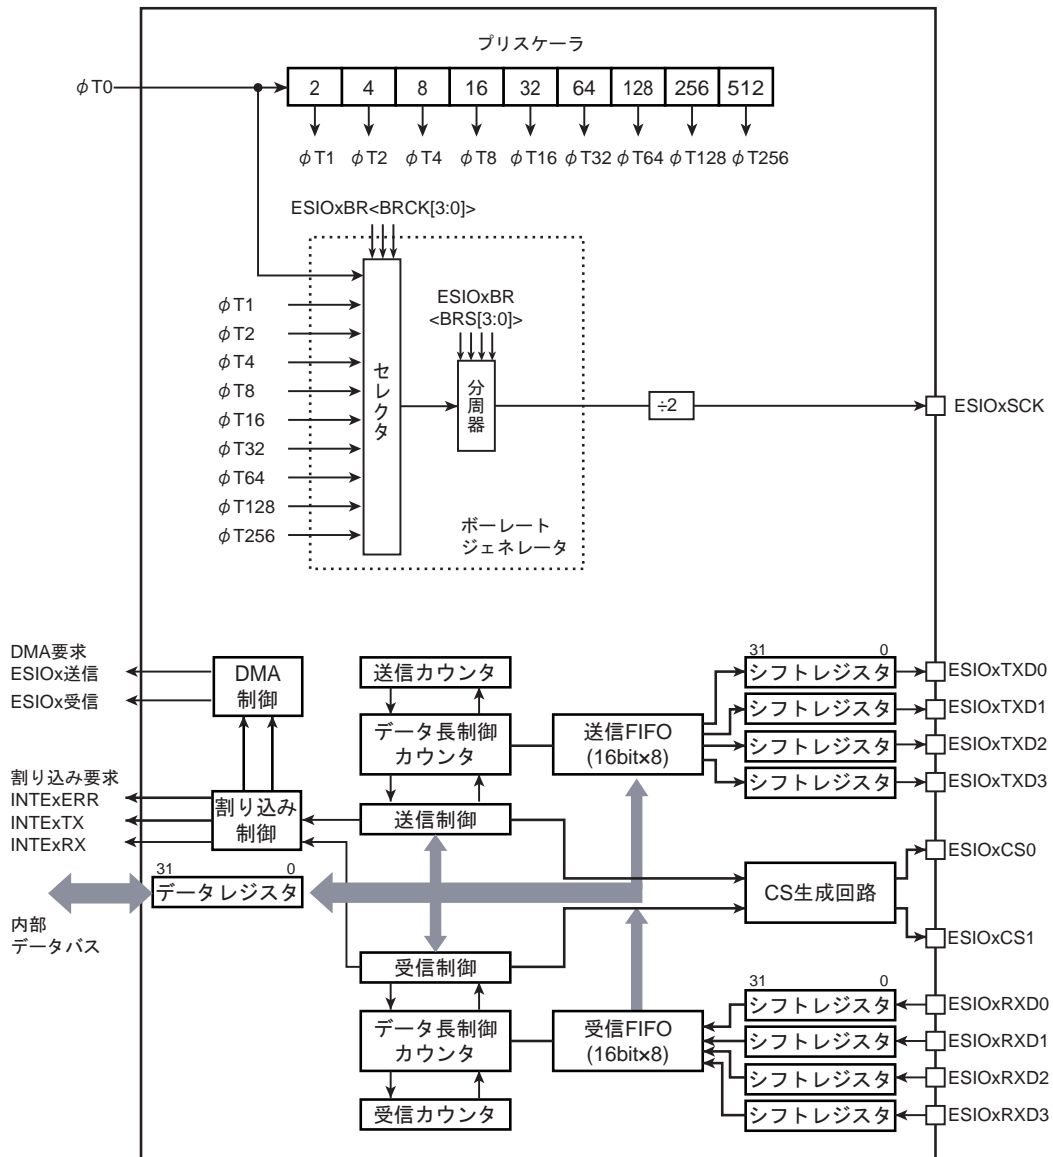 プリスケーラ
φT0
2 4 8 16 32 64 128 256 512
φT1 φT2 φT4 φT8 φT16 φT32 φT64 φT128 φT256
ESIOxBR<BRCK[3:0]>
φT1
φT2
φT4
φT8
φT16
φT32
φT64
φT128
φT256
セレクタ
ESIOxBR
<BRS[3:0]>
分周器
÷2
ESIOxSCK
ボーレート
ジェネレータ
DMA要求
ESIOx送信
ESIOx受信
DMA
制御
割り込み要求
INTExERR
INTExTX
INTExRX
割り込み
制御
31 0
データレジスタ
内部
データバス
送信カウンタ
データ長制御
カウンタ
送信制御
送信FIFO
(16bit×8)
31 0
シフトレジスタ
シフトレジスタ
シフトレジスタ
シフトレジスタ
ESIOxTXD0
ESIOxTXD1
ESIOxTXD2
ESIOxTXD3
CS生成回路
ESIOxCS0
ESIOxCS1
受信制御
データ長制御
カウンタ
受信カウンタ
受信FIFO
(16bit×8)
31 0
シフトレジスタ
シフトレジスタ
シフトレジスタ
シフトレジスタ
ESIOxRXD0
ESIOxRXD1
ESIOxRXD2
ESIOxRXD3